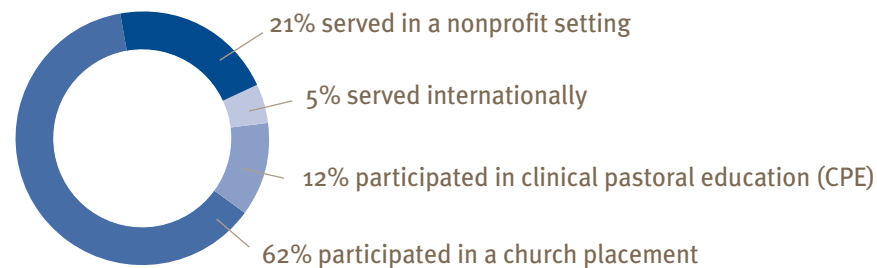 21% served in a nonprofit setting
5% served internationally
12% participated in clinical pastoral education (CPE)
62% participated in a church placement